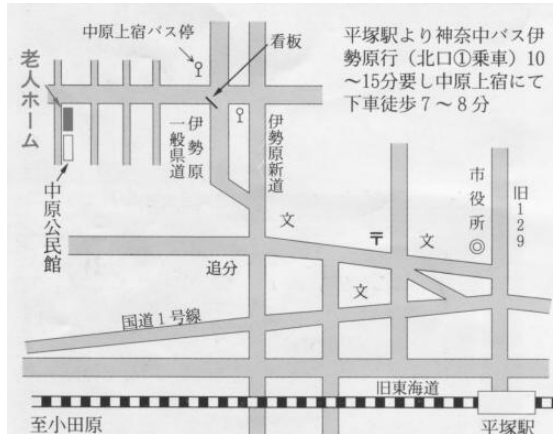 中原上宿バス停
看板
平塚駅より神奈中バス伊
勢原行（北口①乗車）10
～15分要し中原上宿にて
下車徒歩７～８分
老人ホーム
中原公民館
伊勢原
一般県道
伊勢原新道
文
〒
文
市役所
旧129
追分
文
国道１号線
旧東海道
至小田原
平塚駅